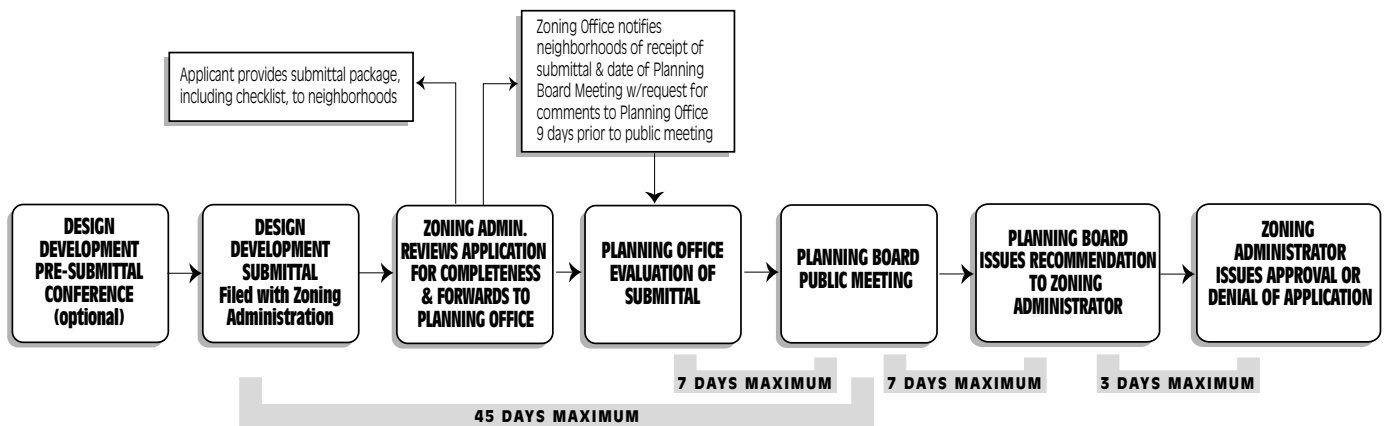 Applicant provides submittal package,
including checklist, to neighborhoods
Zoning Office notifies
neighborhoods of receipt of
submittal & date of Planning
Board Meeting w/request for
comments to Planning Office
9 days prior to public meeting
DESIGN
DEVELOPMENT
PRE-SUBMITTAL
CONFERENCE
(optional)
DESIGN
DEVELOPMENT
SUBMITTAL
Filed with Zoning
Administration
ZONING ADMIN.
REVIEWS APPLICATION
FOR COMPLETENESS
& FORWARDS TO
PLANNING OFFICE
PLANNING OFFICE
EVALUATION OF
SUBMITTAL
PLANNING BOARD
PUBLIC MEETING
PLANNING BOARD
ISSUES RECOMMENDATION
TO ZONING
ADMINISTRATOR
ZONING
ADMINISTRATOR
ISSUES APPROVAL OR
DENIAL OF APPLICATION
7 DAYS MAXIMUM
7 DAYS MAXIMUM
3 DAYS MAXIMUM
45 DAYS MAXIMUM